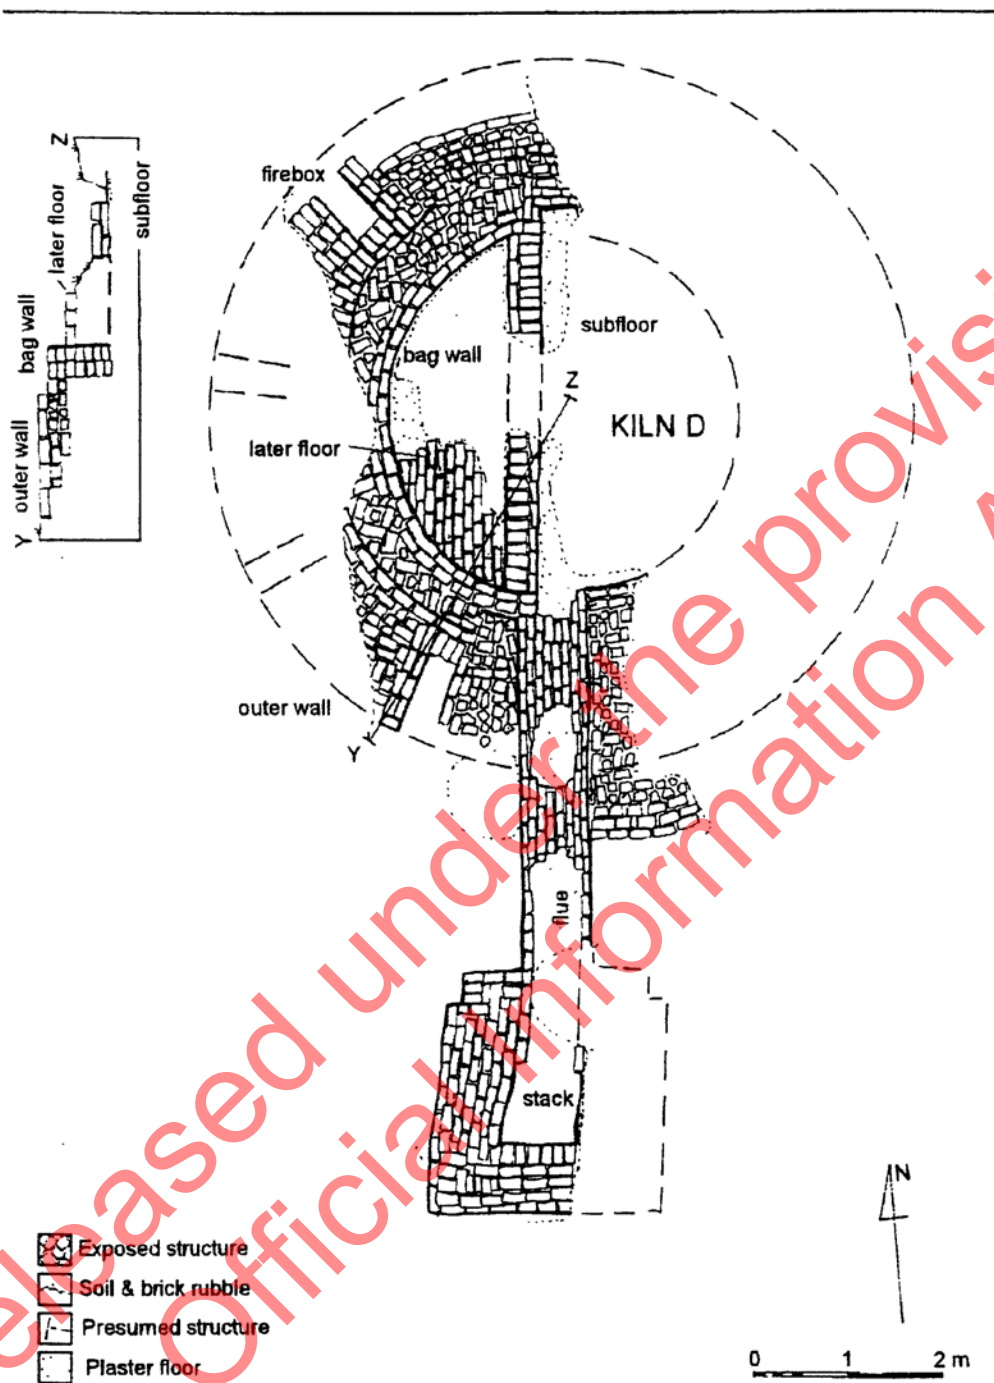 Z
subfloor
later floor
bag wall
outer wall
Y
firebox
bag wall
subfloor
Z
KILN D
later floor
outer wall
Y
flue
stack
N
Exposed structure
Soil & brick rubble
Presumed structure
Plaster floor
0 1 2 m
eleased under the provisi
Official Information A